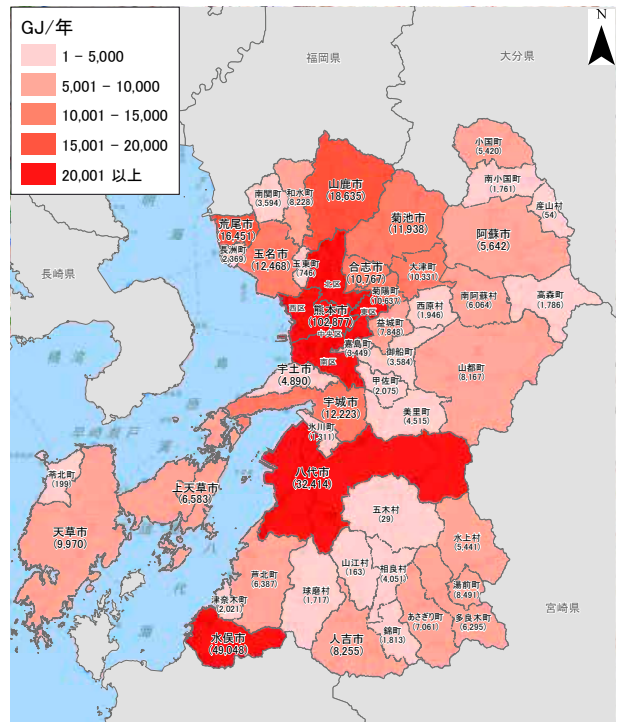 GJ/年
1 - 5,000
5,001 - 10,000
10,001 - 15,000
15,001 - 20,000
20,001 以上
N
福岡県
大分県
長崎県
宮崎県
小国町
(5,420)
南小国町
(1,761)
産山村
(54)
山鹿市
(18,635)
南関町
(3,594)
和水町
(8,228)
菊池市
(11,938)
阿蘇市
(5,642)
荒尾市
(16,451)
長洲町
(2,369)
玉名市
(12,468)
玉東町
(746)
合志市
(10,767)
大津町
(10,331)
北区
菊陽町
(10,637)
西区
熊本市
(102,877)
東区
中央区
南区
西原村
(1,946)
南阿蘇村
(6,064)
高森町
(1,786)
益城町
(7,848)
嘉島町
(3,449)
御船町
(3,584)
山都町
(8,167)
宇土市
(4,890)
甲佐町
(2,075)
宇城市
(12,223)
美里町
(4,515)
氷川町
(1,311)
八代市
(32,414)
苓北町
(199)
上天草市
(6,583)
天草市
(9,970)
五木村
(29)
水上村
(5,441)
山江村
(163)
相良村
(4,051)
芦北町
(6,387)
湯前町
(8,491)
津奈木町
(2,021)
球磨村
(1,717)
あさぎり町
(7,061)
多良木町
(6,295)
水俣市
(49,048)
人吉市
(8,255)
錦町
(1,813)
早崎瀬戸
八
代
海